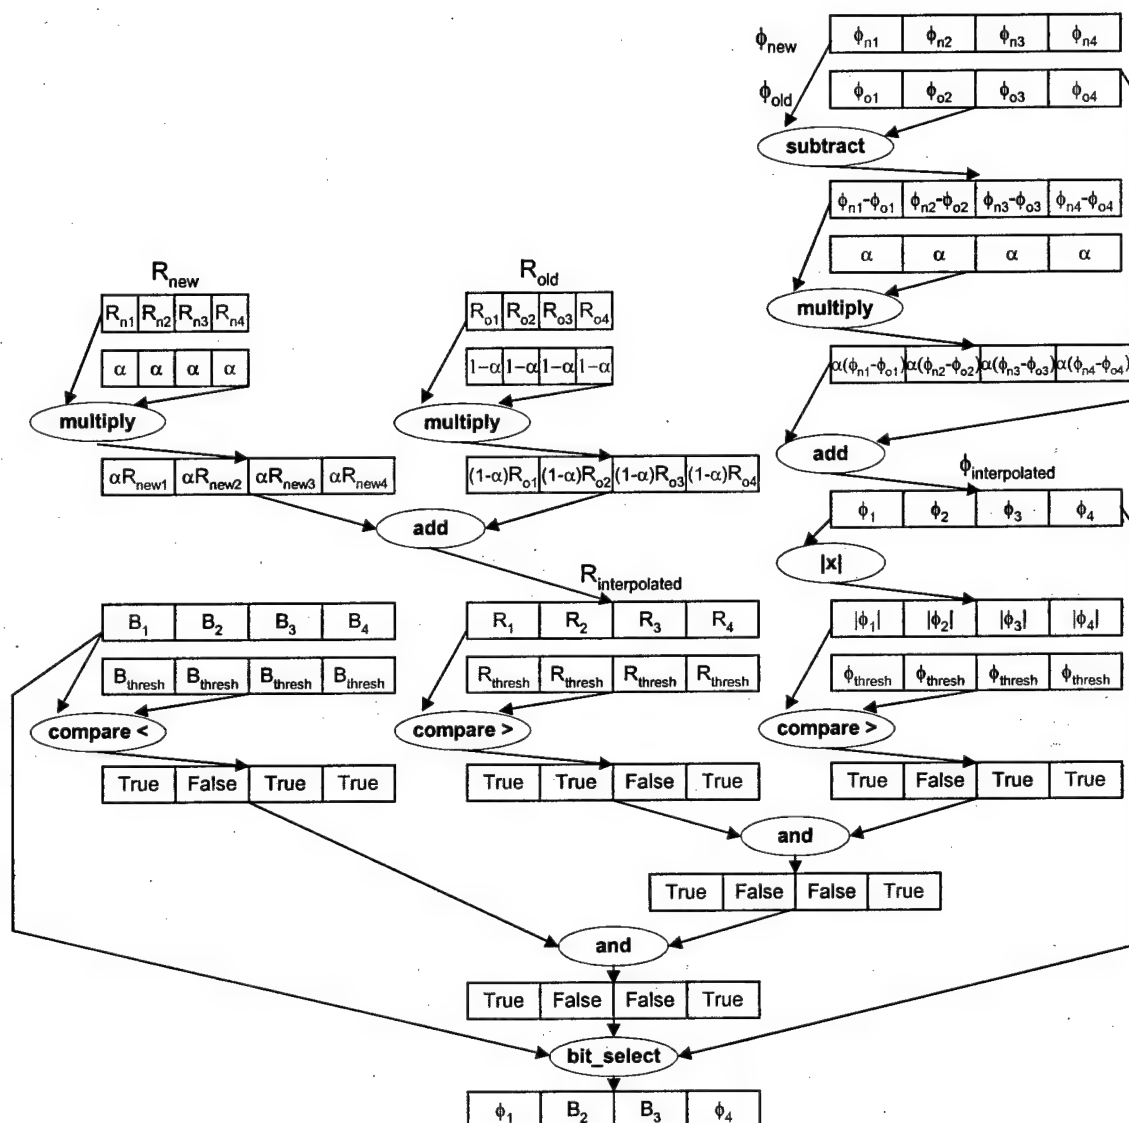 ϕnew ϕn1 ϕn2 ϕn3 ϕn4
ϕold ϕo1 ϕo2 ϕo3 ϕo4
subtract
ϕn1-ϕo1 ϕn2-ϕo2 ϕn3-ϕo3 ϕn4-ϕo4
α α α α
multiply
α(ϕn1-ϕo1) α(ϕn2-ϕo2) α(ϕn3-ϕo3) α(ϕn4-ϕo4)
add
ϕinterpolated
ϕ1 ϕ2 ϕ3 ϕ4
|x|
|ϕ1| |ϕ2| |ϕ3| |ϕ4|
ϕthresh ϕthresh ϕthresh ϕthresh
compare >
True False True True
Rnew
Rn1 Rn2 Rn3 Rn4
α α α α
multiply
αRnew1 αRnew2 αRnew3 αRnew4
Rold
Ro1 Ro2 Ro3 Ro4
1-α 1-α 1-α 1-α
multiply
(1-α)Ro1 (1-α)Ro2 (1-α)Ro3 (1-α)Ro4
add
Rinterpolated
R1 R2 R3 R4
Rthresh Rthresh Rthresh Rthresh
compare >
True True False True
B1 B2 B3 B4
Bthresh Bthresh Bthresh Bthresh
compare <
True False True True
and
True False False True
and
True False False True
bit_select
ϕ1 B2 B3 ϕ4